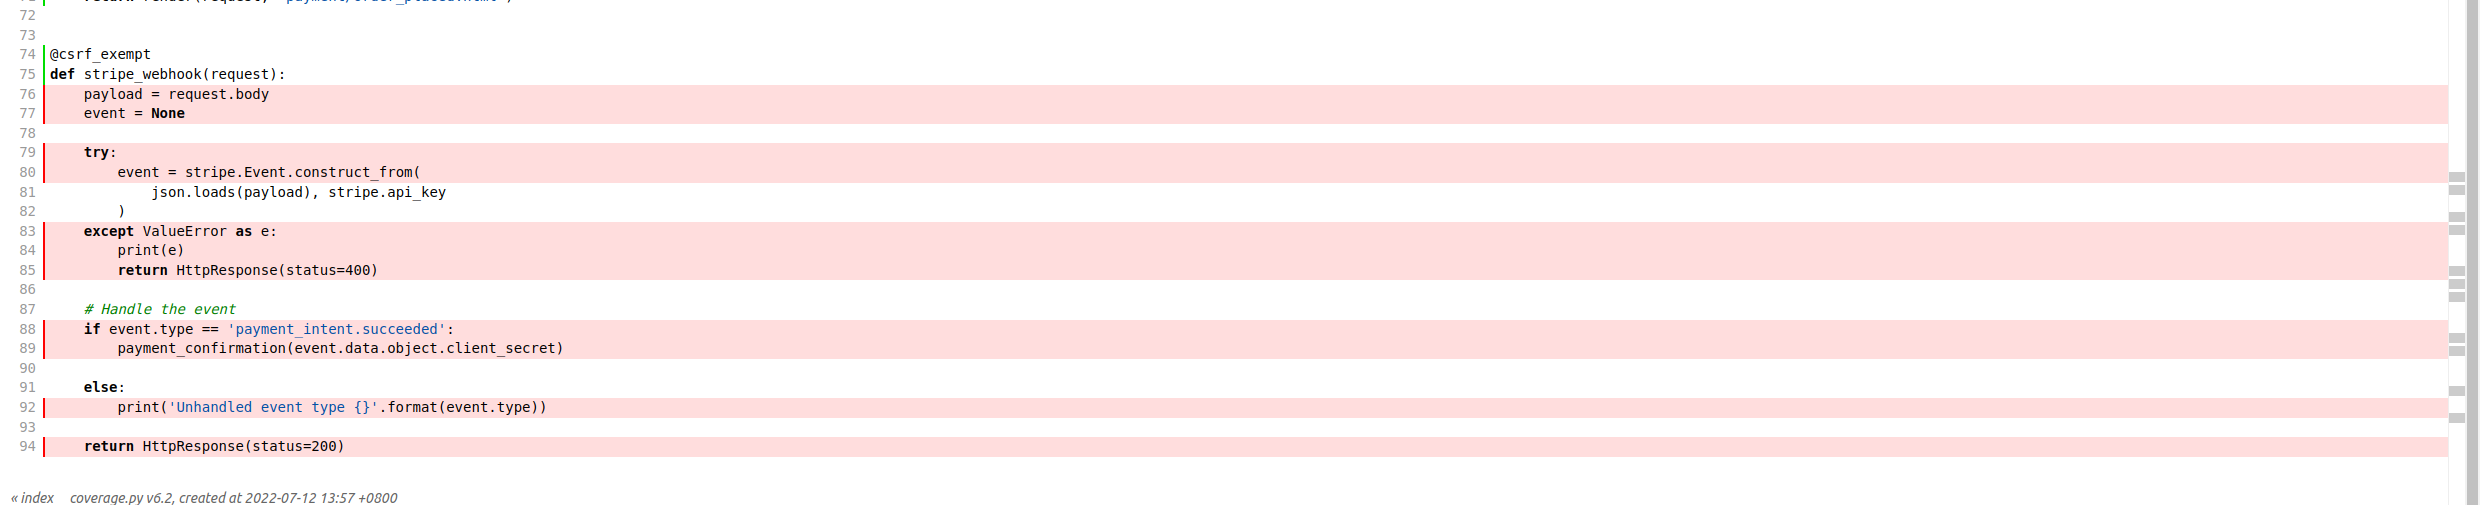 72
73
74 @csrf_exempt
75 def stripe_webhook(request):
76     payload = request.body
77     event = None
78
79     try:
80         event = stripe.Event.construct_from(
81             json.loads(payload), stripe.api_key
82         )
83     except ValueError as e:
84         print(e)
85         return HttpResponse(status=400)
86
87     # Handle the event
88     if event.type == 'payment_intent.succeeded':
89         payment_confirmation(event.data.object.client_secret)
90
91     else:
92         print('Unhandled event type {}'.format(event.type))
93
94     return HttpResponse(status=200)
« index coverage.py v6.2, created at 2022-07-12 13:57 +0800